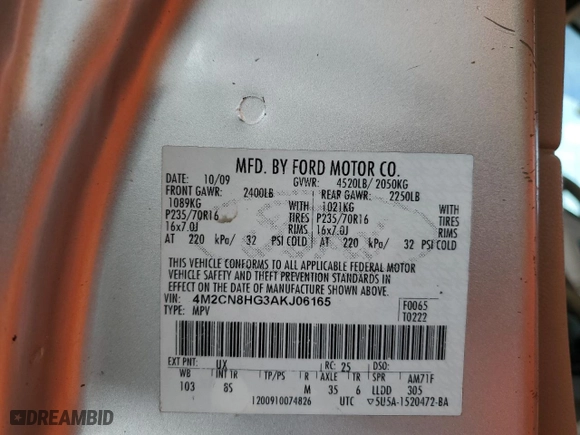 MFD. BY FORD MOTOR CO.
DATE: 10/09 GVWR: 4520LB/ 2050KG
FRONT GAWR: 2400LB REAR GAWR: 2250LB
1089KG WITH 1021KG WITH
P235/70R16 TIRES P235/70R16 TIRES
16x7.0J RIMS 16x7.0J RIMS
AT 220 kPa/ 32 PSI COLD AT 220 kPa/ 32 PSI COLD
THIS VEHICLE CONFORMS TO ALL APPLICABLE FEDERAL MOTOR
VEHICLE SAFETY AND THEFT PREVENTION STANDARDS IN
EFFECT ON THE DATE OF MANUFACTURE SHOWN ABOVE.
VIN: 4M2CN8HG3AKJ06165 F0065
TYPE: MPV T0222
EXT PNT: UX RC: 25 DSO:
WB INT TR TP/PS R AXLE TR SPR AM71F
103 8S M 35 6 LLDD 305
1200910074826 UTC ▽5U5A-1520472-BA
DREAMBID